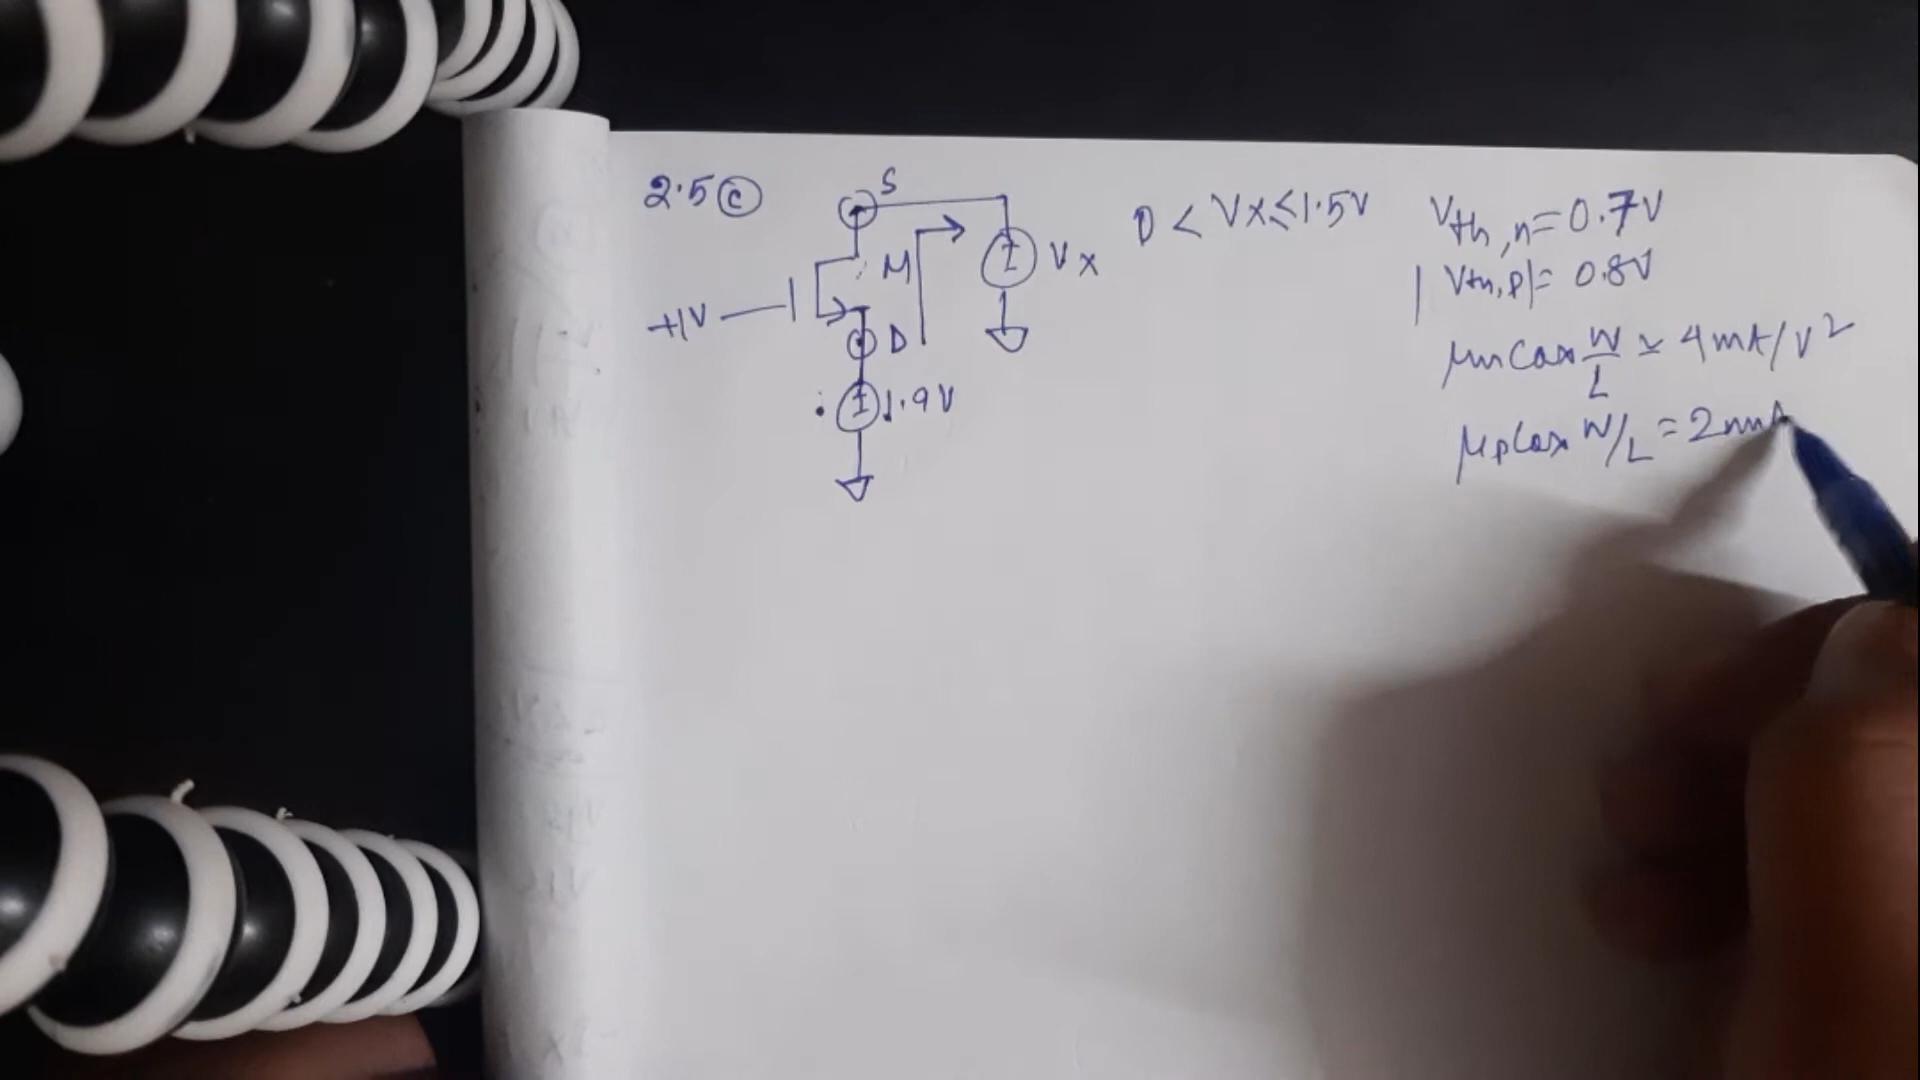 2.5 c
S
M
+1V
D
1.9V
Vx
0 < Vx ≤ 1.5V
Vth,n = 0.7V
|Vth,p| = 0.8V
μnCox W/L ≃ 4mA/V²
μpCox W/L = 2mA